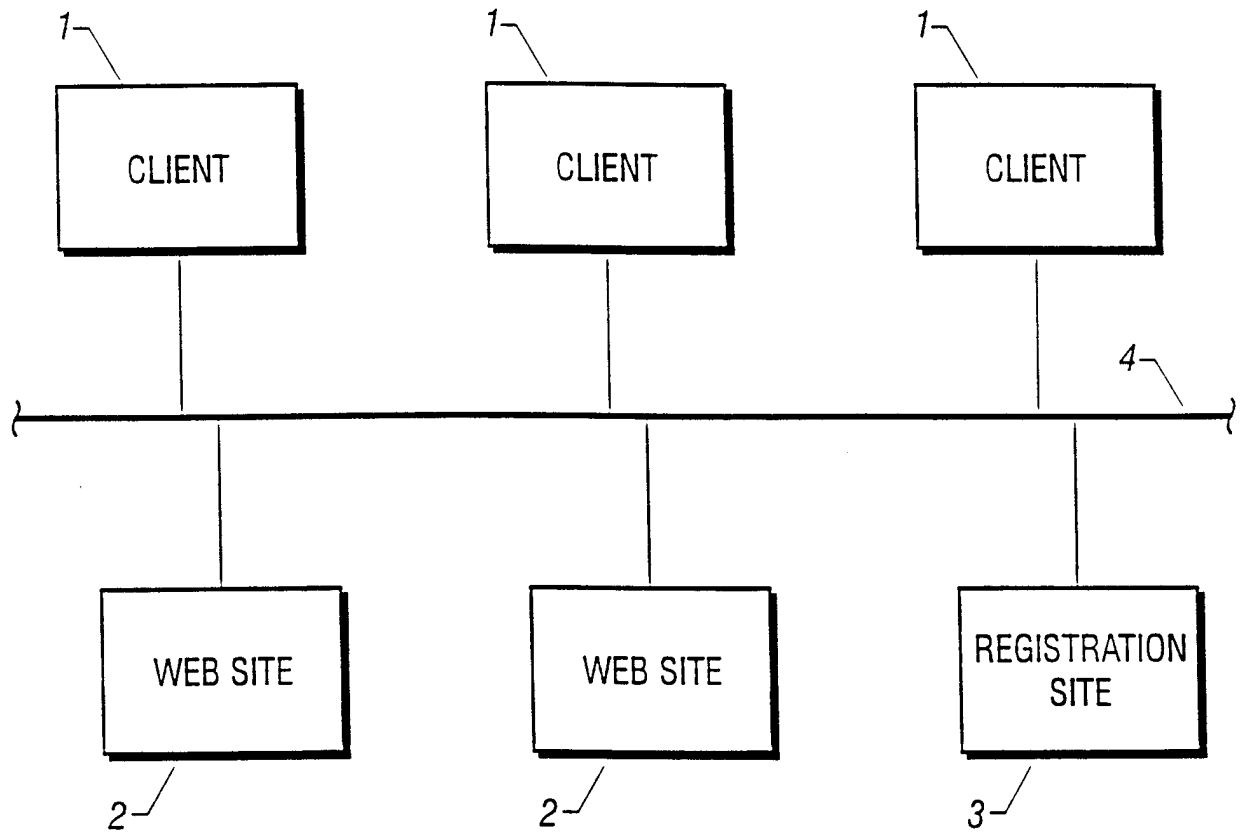 1 1 1
CLIENT CLIENT CLIENT
4
WEB SITE WEB SITE REGISTRATION
SITE
2 2 3